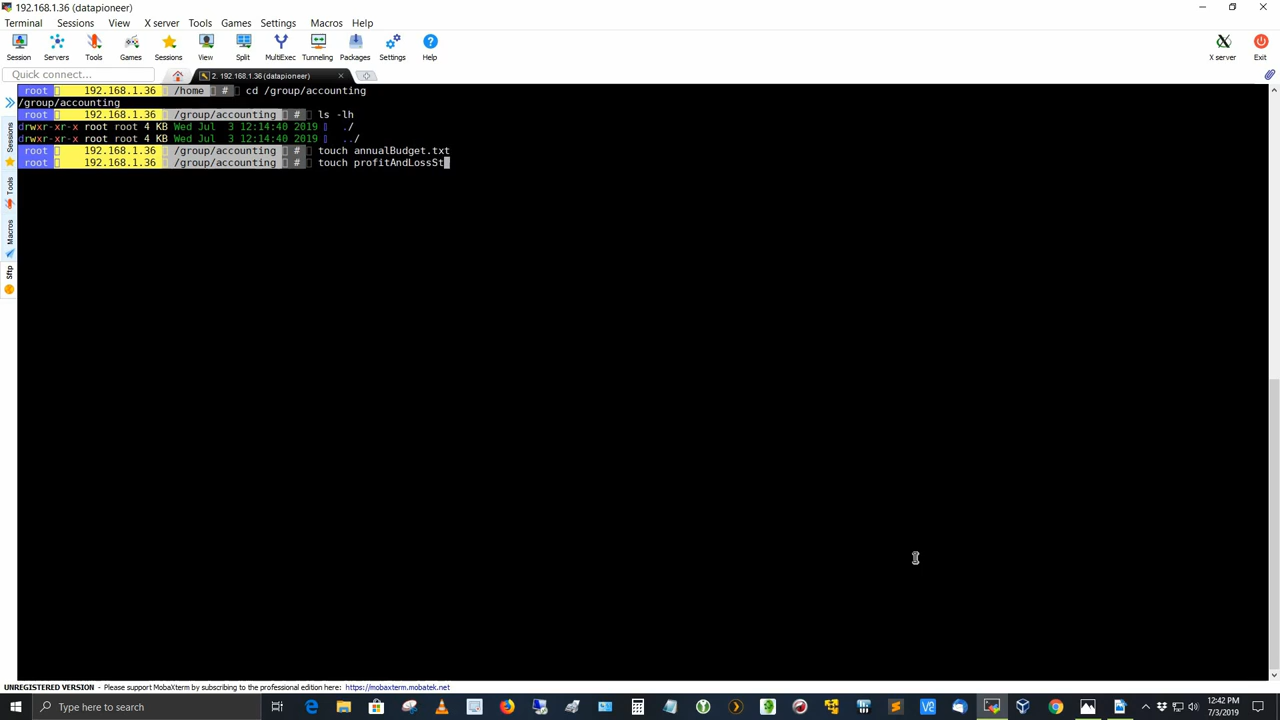 192.168.1.36 (datapioneer)
Terminal Sessions View X server Tools Games Settings Macros Help
Session Servers Tools Games Sessions View Split MultiExec Tunneling Packages Settings Help X server Exit
Quick connect... 2. 192.168.1.36 (datapioneer)
root 192.168.1.36 /home # cd /group/accounting
/group/accounting
root 192.168.1.36 /group/accounting # ls -lh
drwxr-xr-x root root 4 KB Wed Jul 3 12:14:40 2019 ./
drwxr-xr-x root root 4 KB Wed Jul 3 12:14:40 2019 ../
root 192.168.1.36 /group/accounting # touch annualBudget.txt
root 192.168.1.36 /group/accounting # touch profitAndLossSt
Sessions
Tools
Macros
Sftp
UNREGISTERED VERSION - Please support MobaXterm by subscribing to the professional edition here: https://mobaxterm.mobatek.net
Type here to search
12:42 PM
7/3/2019